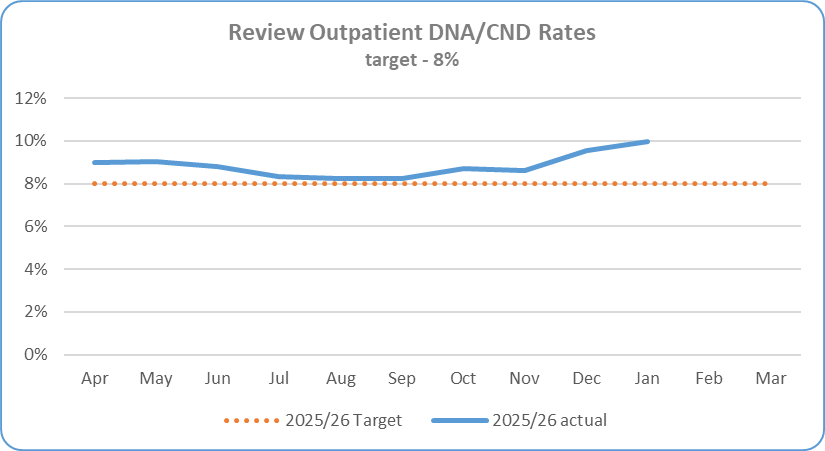 Review Outpatient DNA/CND Rates
target - 8%
12%
10%
8%
6%
4%
2%
0%
Apr May Jun Jul Aug Sep Oct Nov Dec Jan Feb Mar
2025/26 Target 2025/26 actual